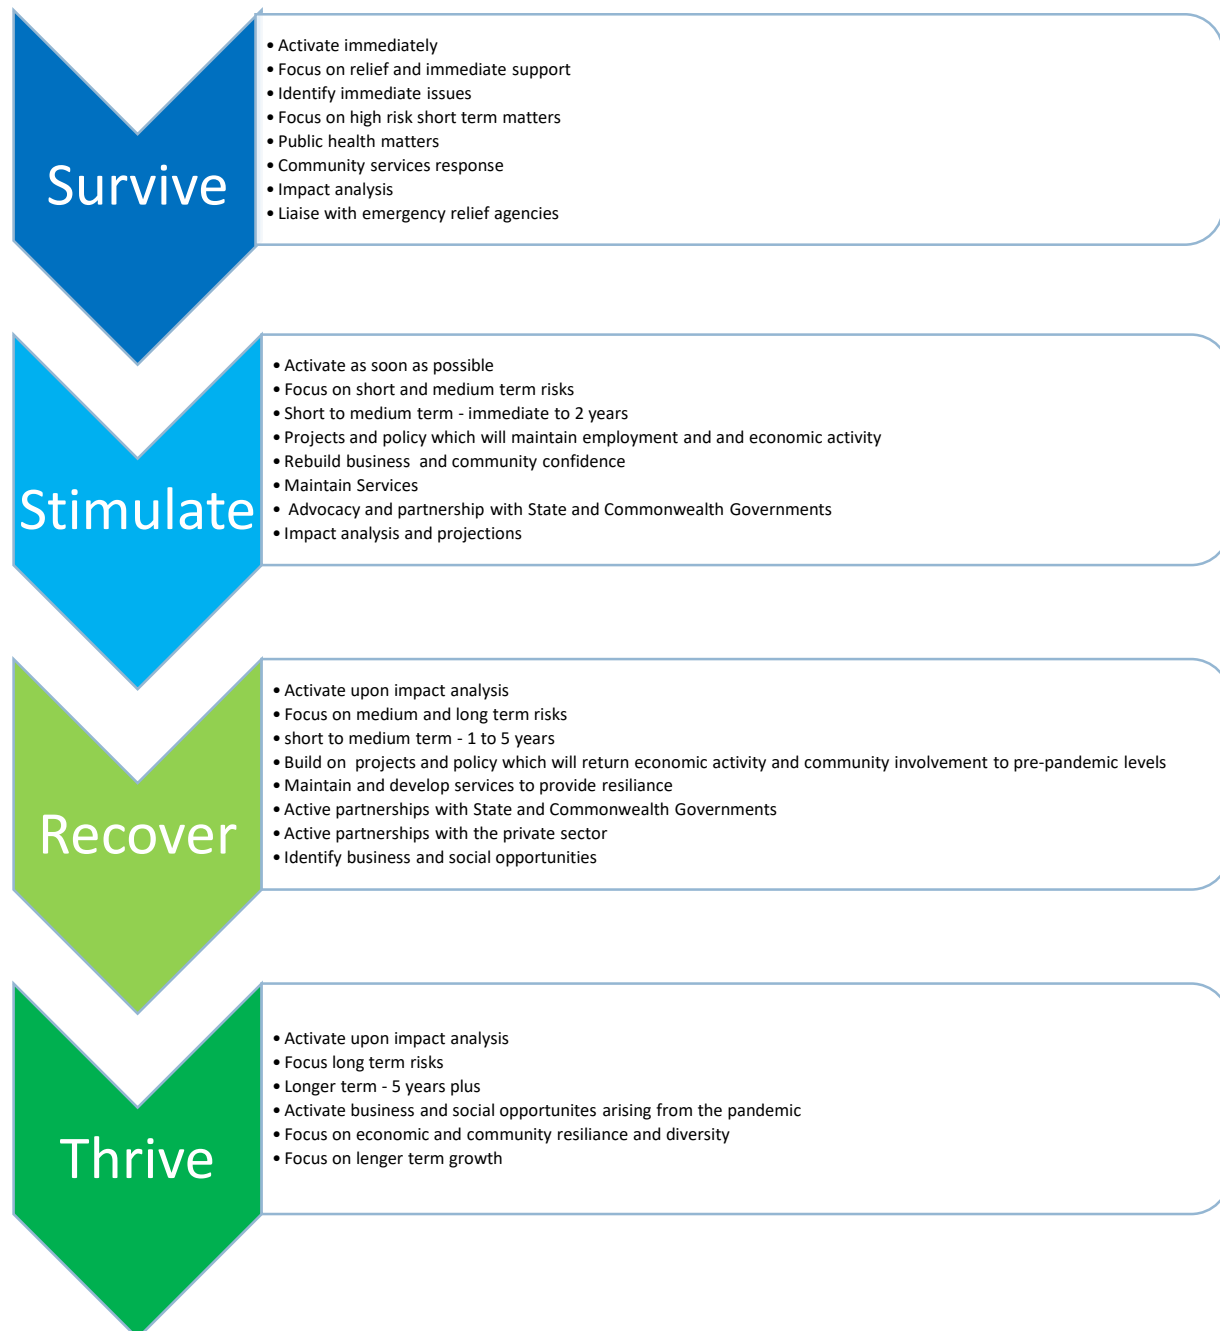 Survive
• Activate immediately
• Focus on relief and immediate support
• Identify immediate issues
• Focus on high risk short term matters
• Public health matters
• Community services response
• Impact analysis
• Liaise with emergency relief agencies
Stimulate
• Activate as soon as possible
• Focus on short and medium term risks
• Short to medium term - immediate to 2 years
• Projects and policy which will maintain employment and and economic activity
• Rebuild business  and community confidence
• Maintain Services
•  Advocacy and partnership with State and Commonwealth Governments
• Impact analysis and projections
Recover
• Activate upon impact analysis
• Focus on medium and long term risks
• short to medium term - 1 to 5 years
• Build on  projects and policy which will return economic activity and community involvement to pre-pandemic levels
• Maintain and develop services to provide resiliance
• Active partnerships with State and Commonwealth Governments
• Active partnerships with the private sector
• Identify business and social opportunities
Thrive
• Activate upon impact analysis
• Focus long term risks
• Longer term - 5 years plus
• Activate business and social opportunites arising from the pandemic
• Focus on economic and community resiliance and diversity
• Focus on lenger term growth